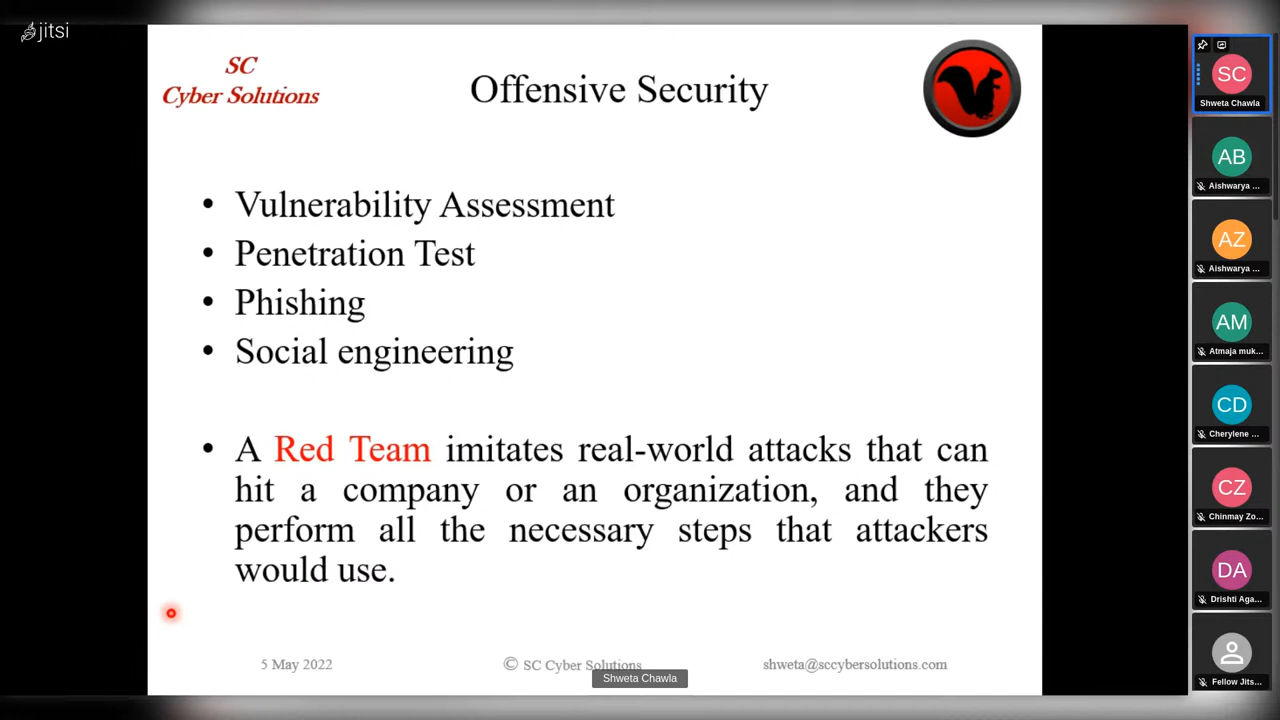 jitsi
SC
Cyber Solutions
Offensive Security
• Vulnerability Assessment
• Penetration Test
• Phishing
• Social engineering
• A Red Team imitates real-world attacks that can
hit a company or an organization, and they
perform all the necessary steps that attackers
would use.
5 May 2022
© SC Cyber Solutions
shweta@sccybersolutions.com
Shweta Chawla
SC
Shweta Chawla
AB
Aishwarya ...
AZ
Aishwarya ...
AM
Atmaja muk...
CD
Cherylene ...
CZ
Chinmay Zo...
DA
Drishti Aga...
Fellow Jits...